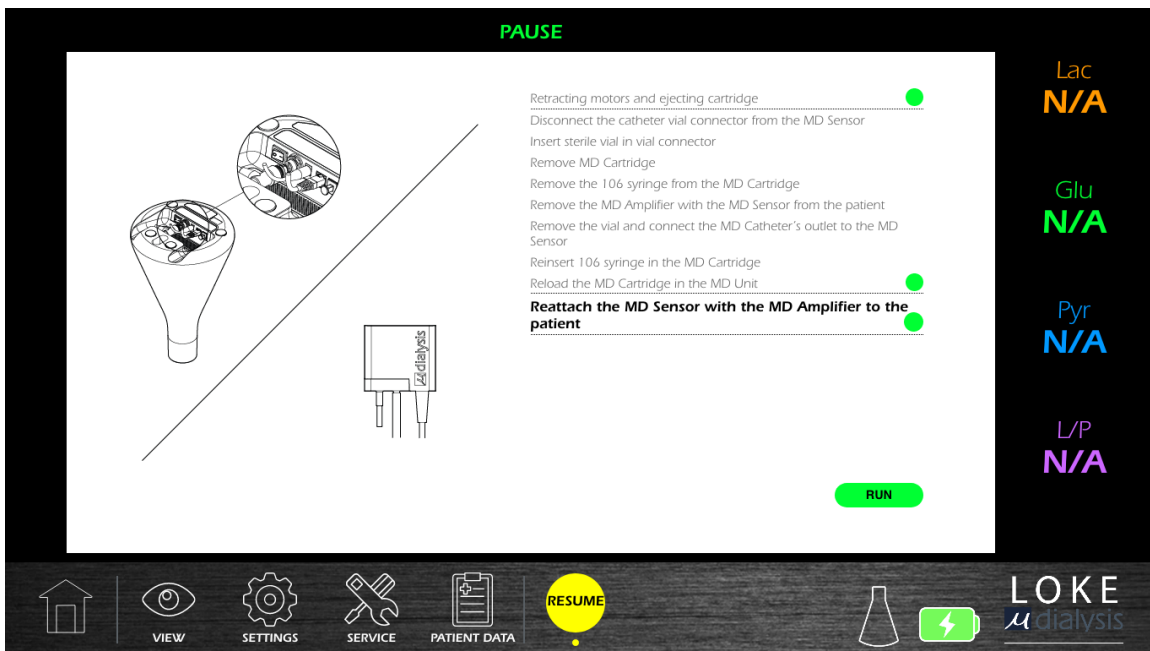 PAUSE
Retracting motors and ejecting cartridge
Disconnect the catheter vial connector from the MD Sensor
Insert sterile vial in vial connector
Remove MD Cartridge
Remove the 106 syringe from the MD Cartridge
Remove the MD Amplifier with the MD Sensor from the patient
Remove the vial and connect the MD Catheter's outlet to the MD
Sensor
Reinsert 106 syringe in the MD Cartridge
Reload the MD Cartridge in the MD Unit
Reattach the MD Sensor with the MD Amplifier to the
patient
μdialysis
RUN
Lac
N/A
Glu
N/A
Pyr
N/A
L/P
N/A
VIEW
SETTINGS
SERVICE
PATIENT DATA
RESUME
LOKE
μdialysis